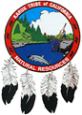 KARUK TRIBE of CALIFORNIA
NATURAL RESOURCES